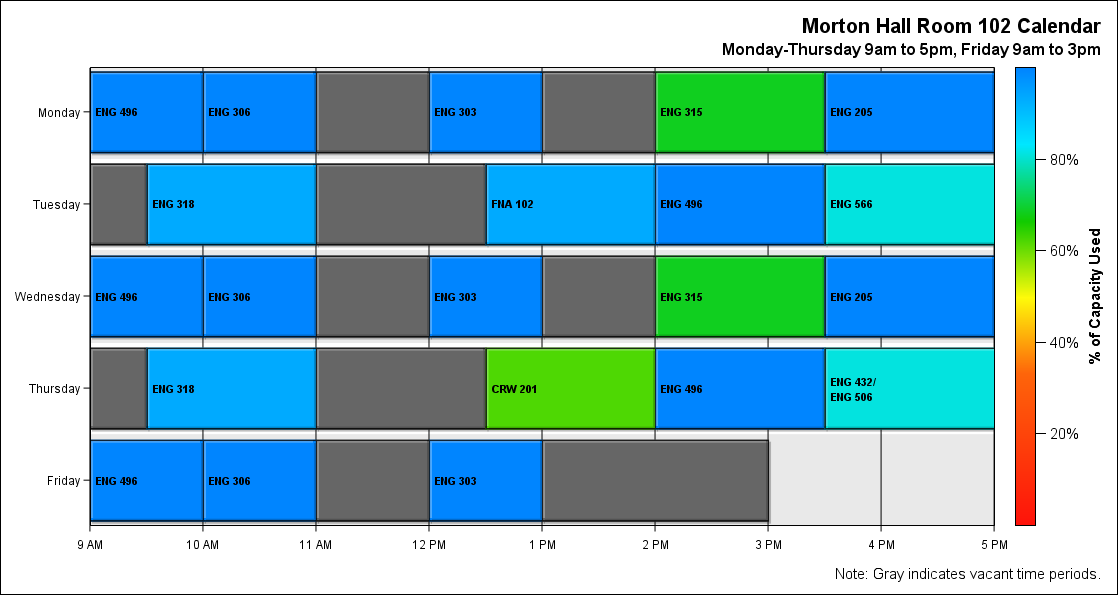 Morton Hall Room 102 Calendar
Monday-Thursday 9am to 5pm, Friday 9am to 3pm
Monday
ENG 496
ENG 306
ENG 303
ENG 315
ENG 205
Tuesday
ENG 318
FNA 102
ENG 496
ENG 566
Wednesday
ENG 496
ENG 306
ENG 303
ENG 315
ENG 205
Thursday
ENG 318
CRW 201
ENG 496
ENG 432/
ENG 506
Friday
ENG 496
ENG 306
ENG 303
9 AM
10 AM
11 AM
12 PM
1 PM
2 PM
3 PM
4 PM
5 PM
80%
60%
40%
20%
% of Capacity Used
Note: Gray indicates vacant time periods.